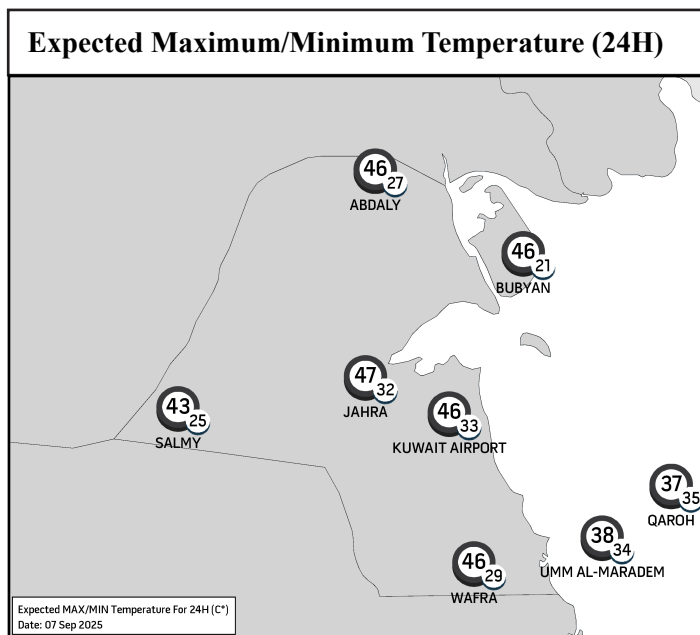 Expected Maximum/Minimum Temperature (24H)
46
27
ABDALY
46
21
BUBYAN
47
32
JAHRA
43
25
SALMY
46
33
KUWAIT AIRPORT
37
35
QAROH
38
34
UMM AL-MARADEM
46
29
WAFRA
Expected MAX/MIN Temperature For 24H (C*)
Date: 07 Sep 2025